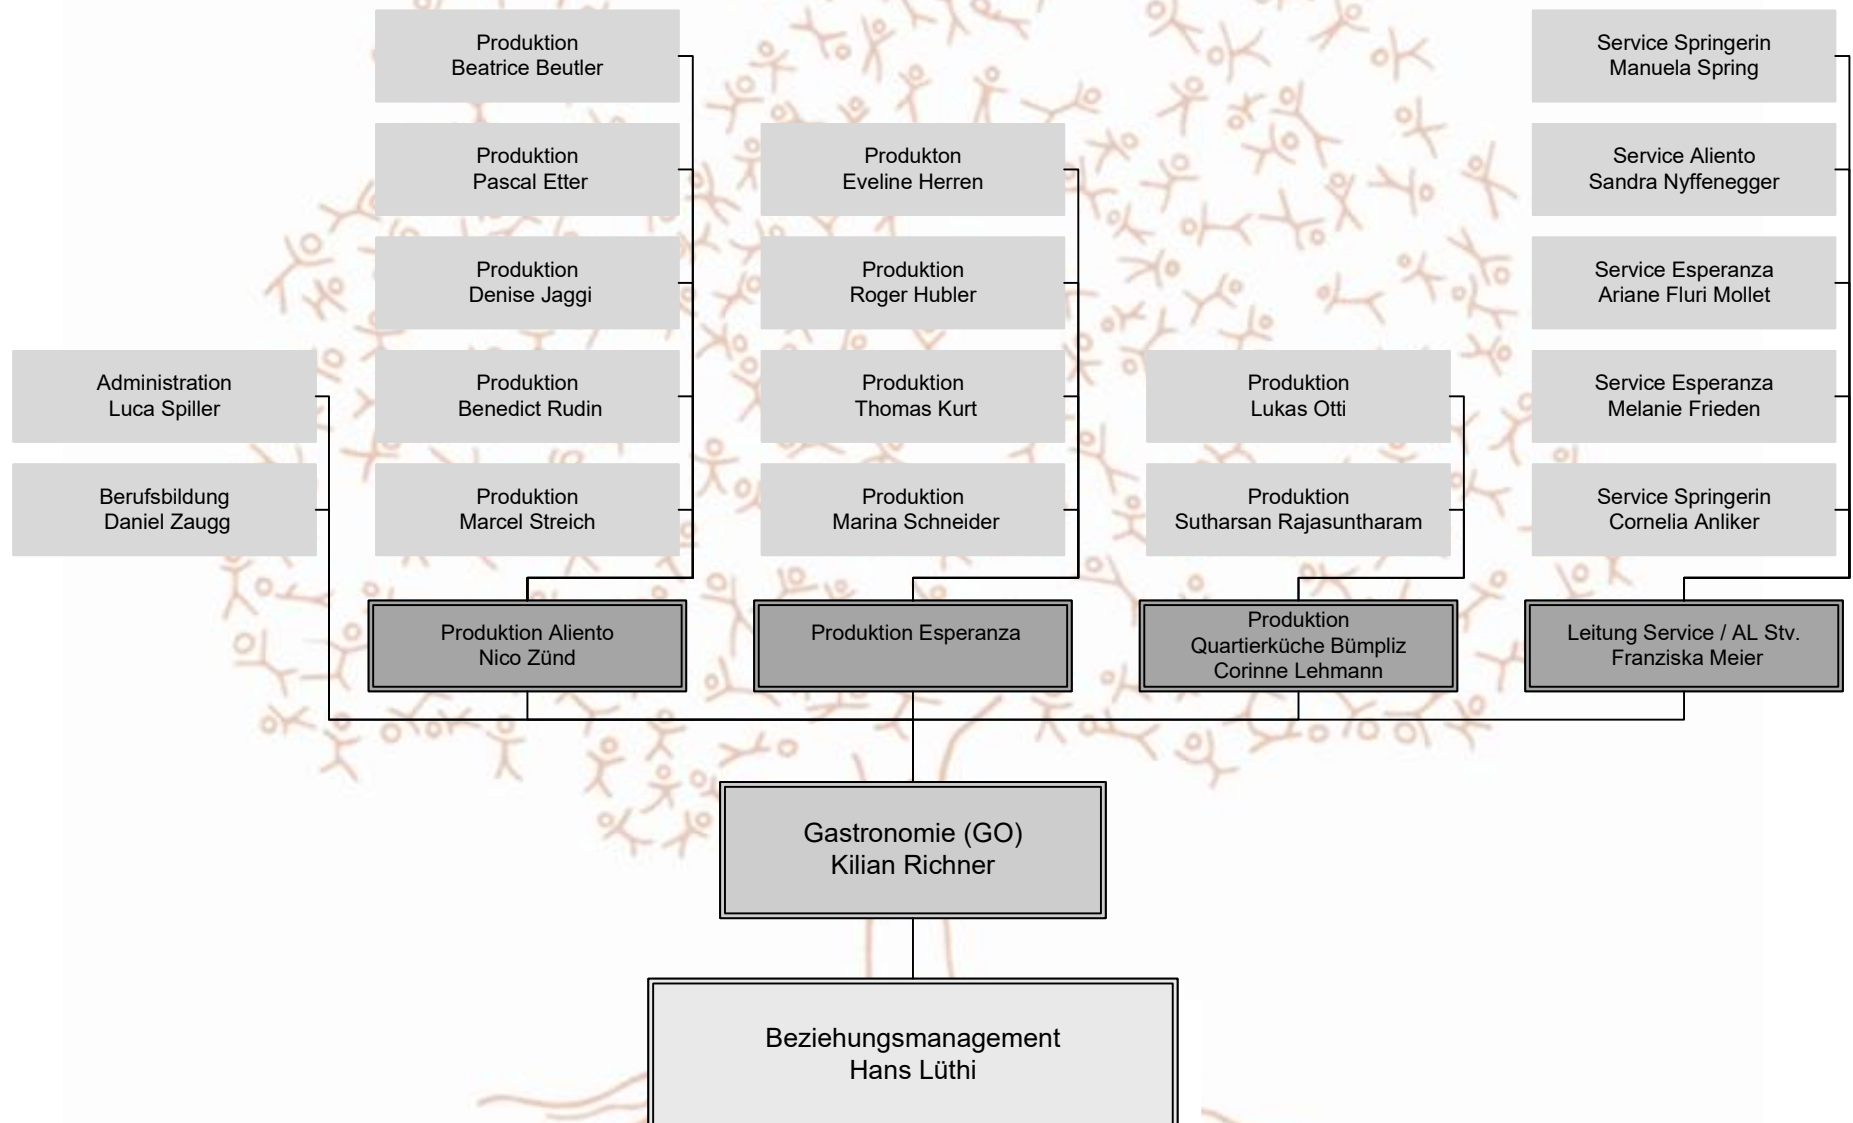 Produktion
Beatrice Beutler
Service Springerin
Manuela Spring
Produktion
Pascal Etter
Produkton
Eveline Herren
Service Aliento
Sandra Nyffenegger
Produktion
Denise Jaggi
Produktion
Roger Hubler
Service Esperanza
Ariane Fluri Mollet
Administration
Luca Spiller
Produktion
Benedict Rudin
Produktion
Thomas Kurt
Produktion
Lukas Otti
Service Esperanza
Melanie Frieden
Berufsbildung
Daniel Zaugg
Produktion
Marcel Streich
Produktion
Marina Schneider
Produktion
Sutharsan Rajasuntharam
Service Springerin
Cornelia Anliker
Produktion Aliento
Nico Zünd
Produktion Esperanza
Produktion
Quartierküche Bümpliz
Corinne Lehmann
Leitung Service / AL Stv.
Franziska Meier
Gastronomie (GO)
Kilian Richner
Beziehungsmanagement
Hans Lüthi